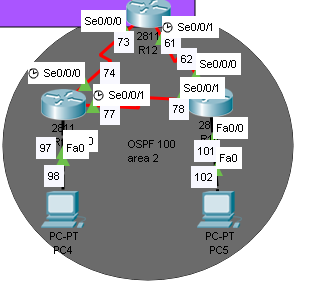 Se0/0/0
Se0/0/1
2811
R12
73
61
62
Se0/0/0
Se0/0/0
74
Se0/0/1
Se0/0/1
77
78
Fa0/0
97
Fa0
OSPF 100
area 2
101
Fa0
98
102
PC-PT
PC4
PC-PT
PC5